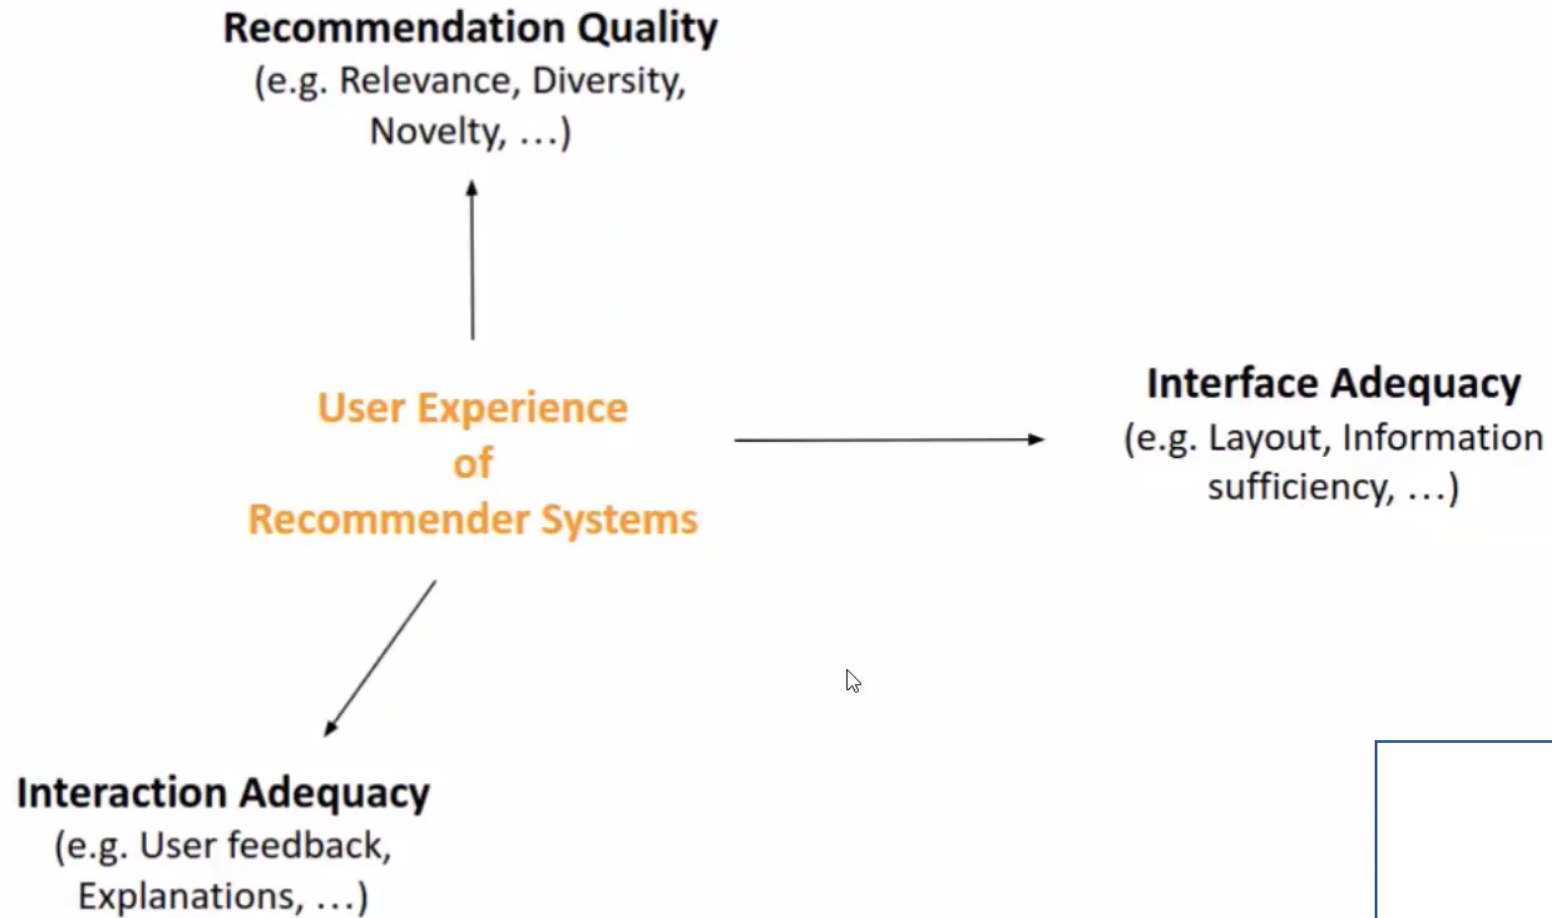 Recommendation Quality
(e.g. Relevance, Diversity,
Novelty, …)
User Experience
of
Recommender Systems
Interface Adequacy
(e.g. Layout, Information
sufficiency, …)
Interaction Adequacy
(e.g. User feedback,
Explanations, …)